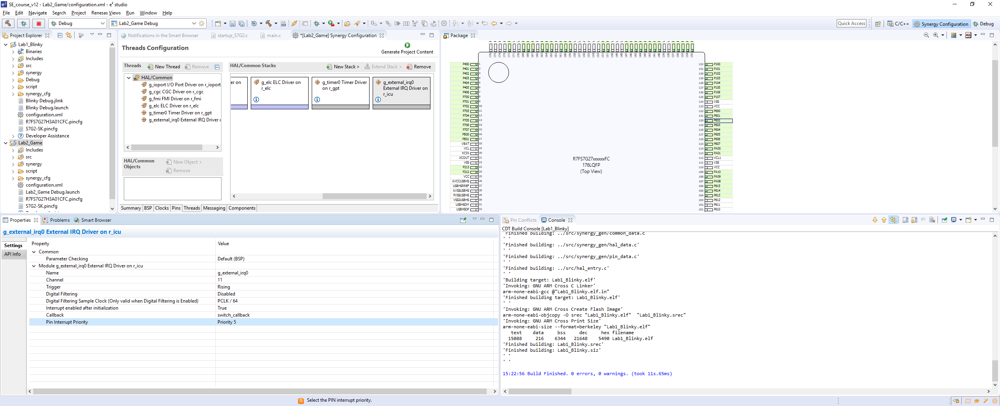 SE_course_v12 - Lab2_Game/configuration.xml - e² studio
File Edit Navigate Search Project Renesas Views Run Window Help
Debug
Lab2_Game Debug
Quick Access
C/C++
Synergy Configuration
Debug
Project Explorer
Lab1_Blinky
Binaries
Includes
src
synergy
Debug
script
synergy_cfg
Blinky Debug.jlink
Blinky Debug.launch
configuration.xml
R7FS7G27H3A01CFC.pincfg
S7G2-SK.pincfg
Developer Assistance
Lab2_Game
Includes
src
synergy
script
synergy_cfg
configuration.xml
Lab2_Game Debug.launch
R7FS7G27H3A01CFC.pincfg
S7G2-SK.pincfg
Notifications in the Smart Browser
startup_S7G2.c
main.c
*[Lab2_Game] Synergy Configuration
Threads Configuration
Generate Project Content
Threads
New Thread
Remove
HAL/Common
g_ioport I/O Port Driver on r_ioport
g_cgc CGC Driver on r_cgc
g_fmi FMI Driver on r_fmi
g_elc ELC Driver on r_elc
g_timer0 Timer Driver on r_gpt
g_external_irq0 External IRQ Driver
HAL/Common
Objects
New Object >
Remove
HAL/Common Stacks
New Stack >
Extend Stack >
Remove
er on
g_elc ELC Driver on
r_elc
g_timer0 Timer Driver
on r_gpt
g_external_irq0
External IRQ Driver on
r_icu
Summary BSP Clocks Pins Threads Messaging Components
Package
P400 1
P401 2
P402 3
P403 4
P404 5
P405 6
P406 7
P700 8
P701 9
P702 10
P703 11
P704 12
P705 13
P706 14
P707 15
PB00 16
PB01 17
VBAT 18
VCL 19
XCIN 20
XCOUT 21
VSS 22
P213 23
P212 24
VCC 25
AVCCUSBHS 26
USBHSRREF 27
AVSSUSBHS 28
PVSSUSBHS 29
VSS2USBHS 30
USBHSDM 31
USBHSDP 32
R7FS7G27xxxxxxFC
176LQFP
(Top View)
132 P100
131 P101
130 P102
129 P103
128 P104
127 P105
126 P106
125 P107
124 VSS
123 VCC
122 P600
121 P601
120 P602
119 P603
118 P604
117 P605
116 P606
115 P607
114 PA00
113 PA01
112 VCL1
111 VSS
110 VCC
109 PA10
108 PA09
107 PA08
106 P615
105 P614
104 P613
103 P612
102 P611
101 P610
Properties
Problems
Smart Browser
g_external_irq0 External IRQ Driver on r_icu
Settings
API Info
Property Value
Common
Parameter Checking Default (BSP)
Module g_external_irq0 External IRQ Driver on r_icu
Name g_external_irq0
Channel 11
Trigger Rising
Digital Filtering Disabled
Digital Filtering Sample Clock (Only valid when Digital Filtering is Enabled) PCLK / 64
Interrupt enabled after initialization True
Callback switch_callback
Pin Interrupt Priority Priority 5
Pin Conflicts
Console
CDT Build Console [Lab1_Blinky]
'Finished building: ../src/synergy_gen/common_data.c
' '
'Finished building: ../src/synergy_gen/hal_data.c'
' '
'Finished building: ../src/synergy_gen/pin_data.c'
' '
'Finished building: ../src/hal_entry.c'
' '
'Building target: Lab1_Blinky.elf'
'Invoking: GNU ARM Cross C Linker'
arm-none-eabi-gcc @"Lab1_Blinky.elf.in"
'Finished building target: Lab1_Blinky.elf'
' '
'Invoking: GNU ARM Cross Create Flash Image'
arm-none-eabi-objcopy -O srec "Lab1_Blinky.elf"  "Lab1_Blinky.srec"
'Invoking: GNU ARM Cross Print Size'
arm-none-eabi-size --format=berkeley "Lab1_Blinky.elf"
text data bss dec hex filename
15088 216 6344 21648 5490 Lab1_Blinky.elf
'Finished building: Lab1_Blinky.srec'
'Finished building: Lab1_Blinky.siz'
' '
' '
15:22:56 Build Finished. 0 errors, 0 warnings. (took 11s.65ms)
Select the PIN interrupt priority.